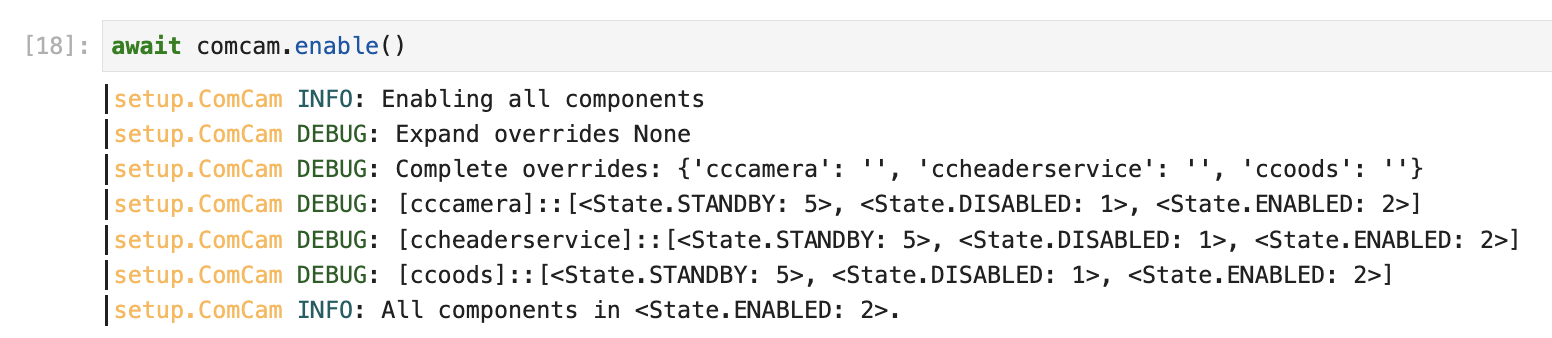 [18]: await comcam.enable()
setup.ComCam INFO: Enabling all components
setup.ComCam DEBUG: Expand overrides None
setup.ComCam DEBUG: Complete overrides: {'cccamera': '', 'ccheaderservice': '', 'ccoods': ''}
setup.ComCam DEBUG: [cccamera]::[<State.STANDBY: 5>, <State.DISABLED: 1>, <State.ENABLED: 2>]
setup.ComCam DEBUG: [ccheaderservice]::[<State.STANDBY: 5>, <State.DISABLED: 1>, <State.ENABLED: 2>]
setup.ComCam DEBUG: [ccoods]::[<State.STANDBY: 5>, <State.DISABLED: 1>, <State.ENABLED: 2>]
setup.ComCam INFO: All components in <State.ENABLED: 2>.